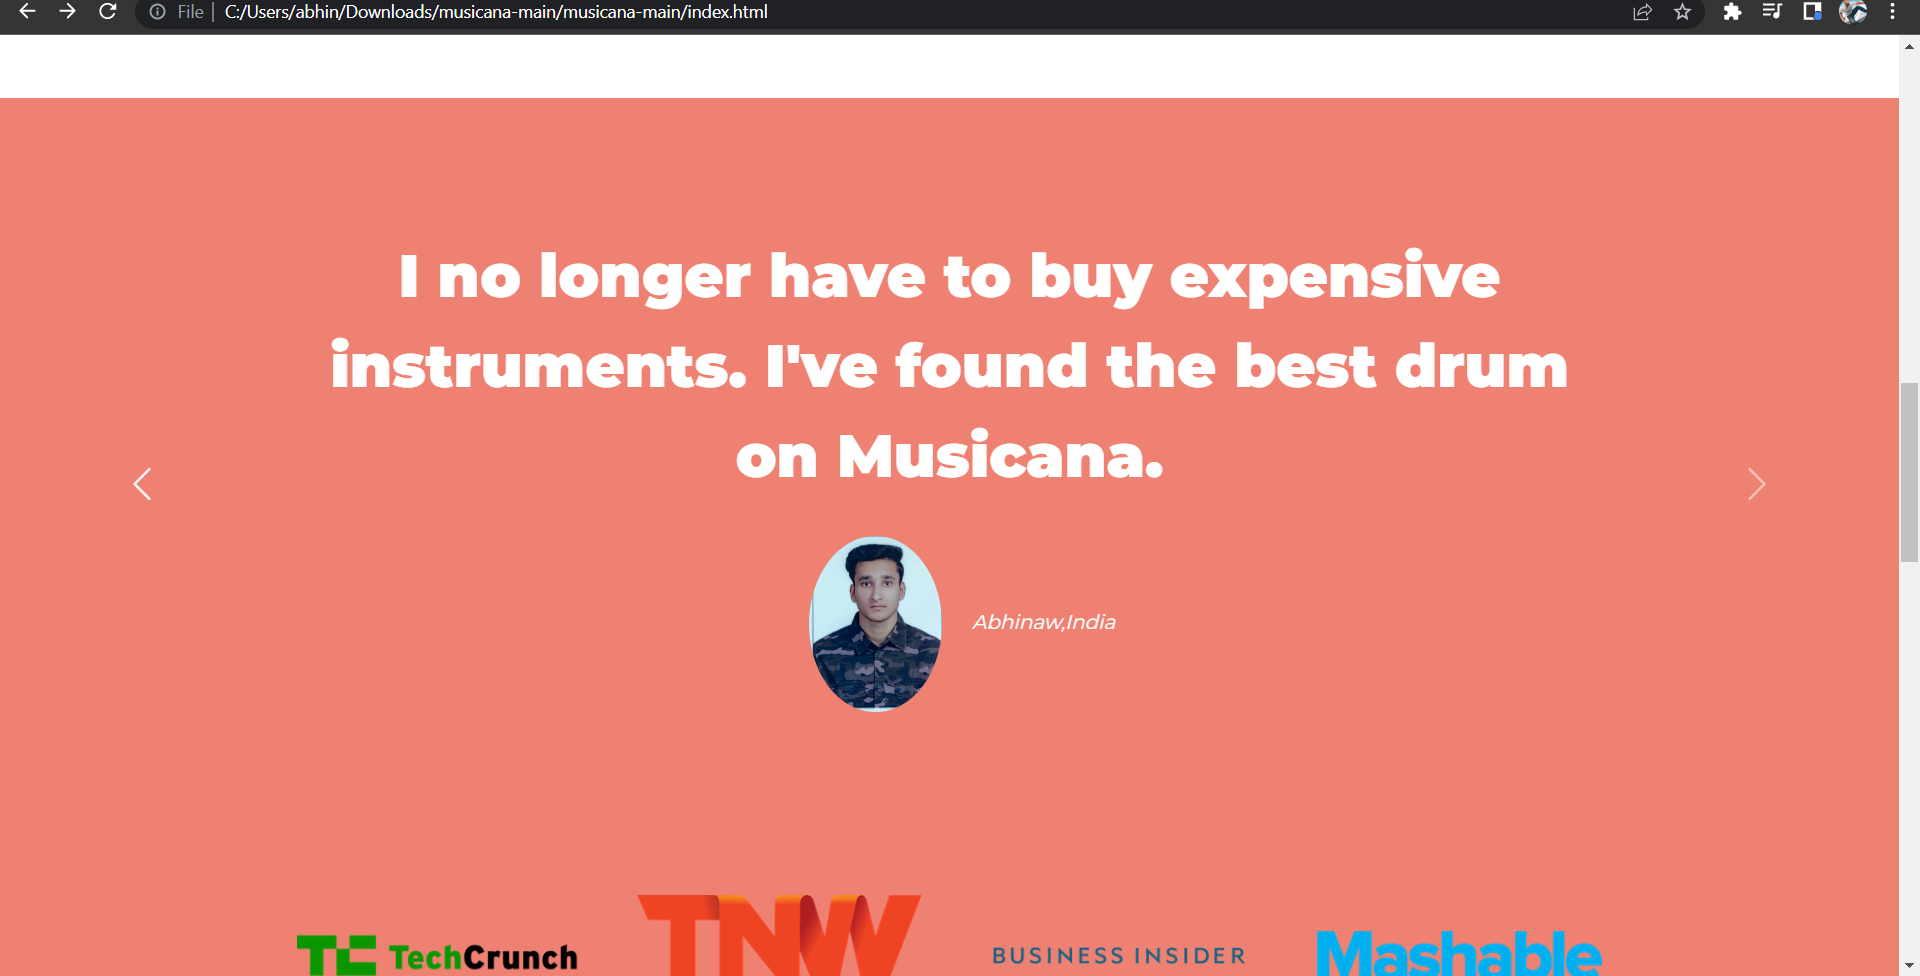 File | C:/Users/abhin/Downloads/musicana-main/musicana-main/index.html
I no longer have to buy expensive
instruments. I've found the best drum
on Musicana.
Abhinaw,India
TC TechCrunch
TNW
BUSINESS INSIDER
Mashable